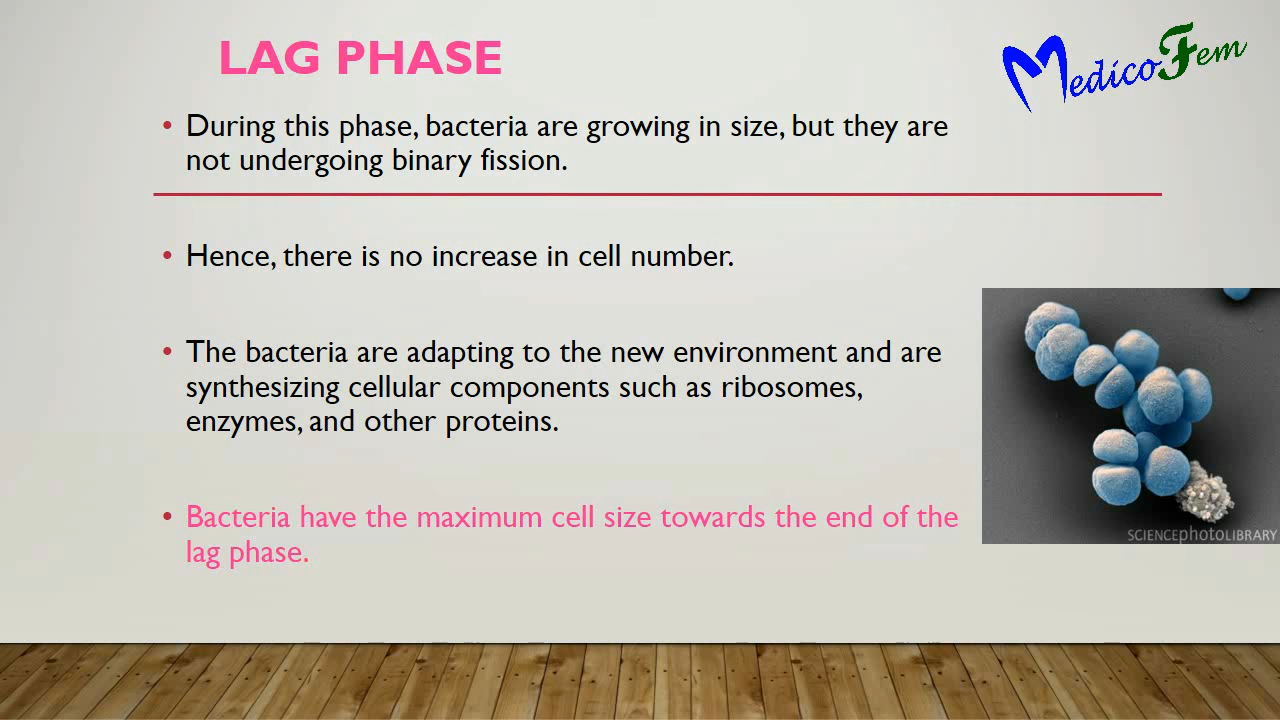 LAG PHASE
MedicoFem
• During this phase, bacteria are growing in size, but they are
not undergoing binary fission.
• Hence, there is no increase in cell number.
• The bacteria are adapting to the new environment and are
synthesizing cellular components such as ribosomes,
enzymes, and other proteins.
• Bacteria have the maximum cell size towards the end of the
lag phase.
SCIENCEphotoLIBRARY